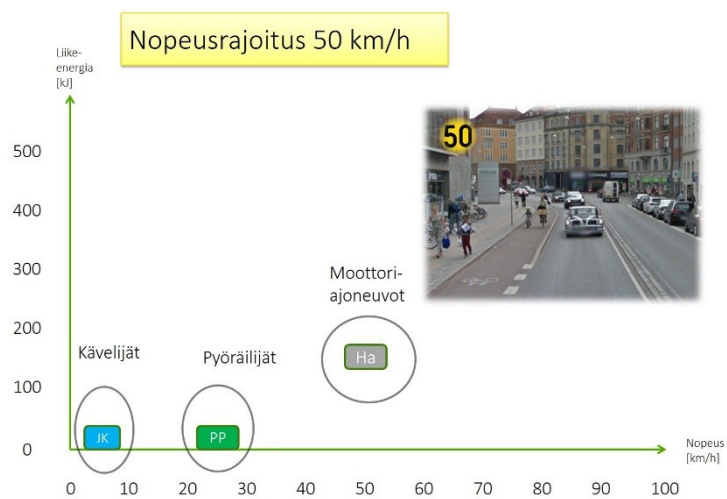 Nopeusrajoitus 50 km/h
Liike-
energia
[kJ]
50
500
400
300
200
100
0
Moottori-
ajoneuvot
Kävelijät
Pyöräilijät
Ha
JK
PP
Nopeus
[km/h]
0 10 20 30 40 50 60 70 80 90 100